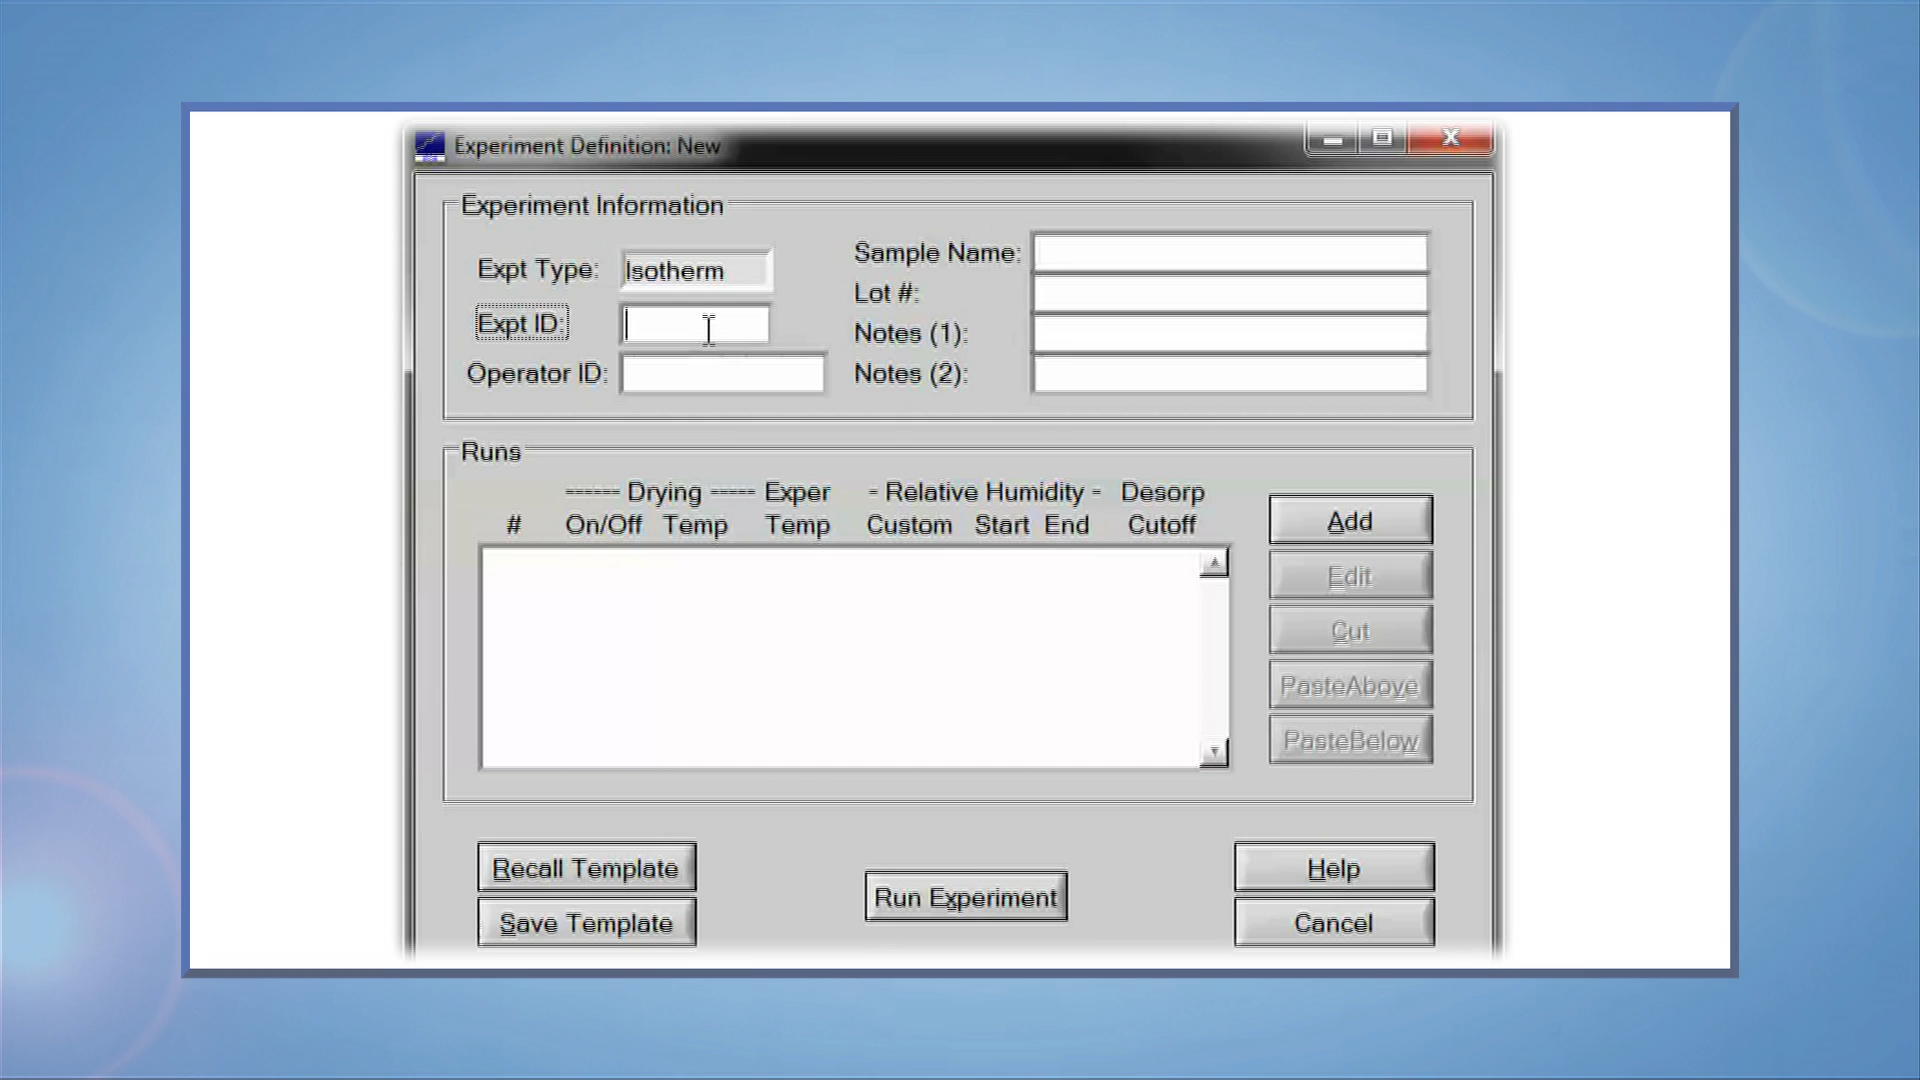 Experiment Definition: New
Experiment Information
Expt Type: Isotherm
Expt ID:
Operator ID:
Sample Name:
Lot #:
Notes (1):
Notes (2):
Runs
------ Drying ----- Exper - Relative Humidity - Desorp
# On/Off Temp Temp Custom Start End Cutoff
Add
Edit
Cut
PasteAbove
PasteBelow
Recall Template
Save Template
Run Experiment
Help
Cancel